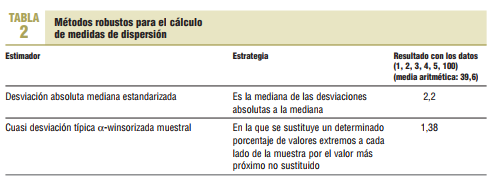 TABLA
2
Métodos robustos para el cálculo
de medidas de dispersión
Estimador
Estrategia
Resultado con los datos
(1, 2, 3, 4, 5, 100)
(media aritmética: 39,6)
Desviación absoluta mediana estandarizada
Es la mediana de las desviaciones
absolutas a la mediana
2,2
Cuasi desviación típica α-winsorizada muestral
En la que se sustituye un determinado
porcentaje de valores extremos a cada
lado de la muestra por el valor más
próximo no sustituido
1,38